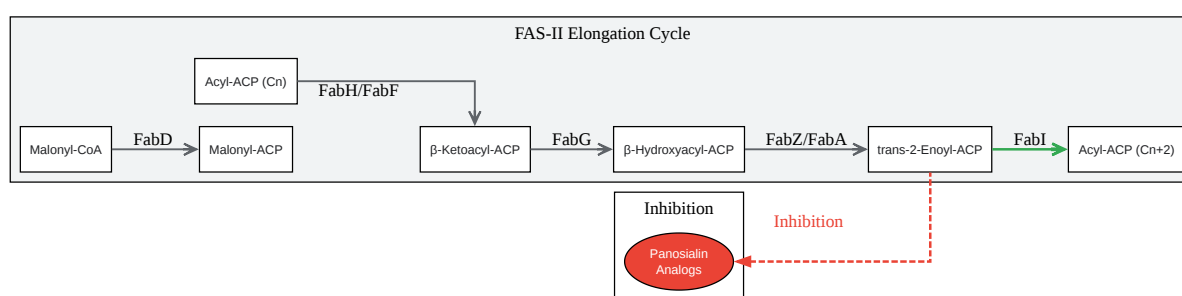 FAS-II Elongation Cycle
Acyl-ACP (Cn)
FabH/FabF
Malonyl-CoA
FabD
Malonyl-ACP
β-Ketoacyl-ACP
FabG
β-Hydroxyacyl-ACP
FabZ/FabA
trans-2-Enoyl-ACP
FabI
Acyl-ACP (Cn+2)
Inhibition
Inhibition
Panosialin
Analogs